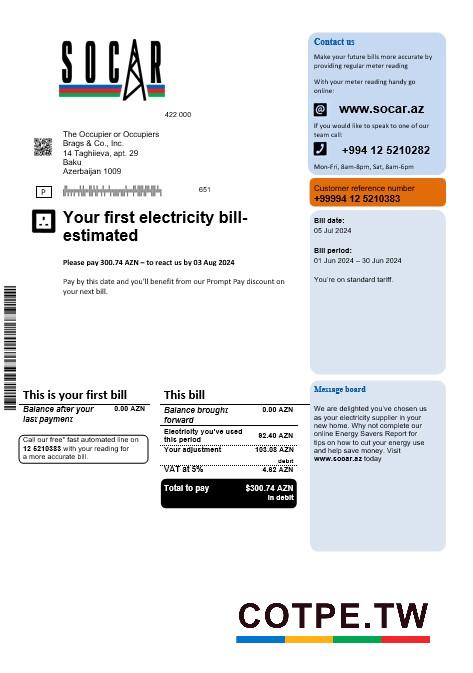 SOCAR
422 000
The Occupier or Occupiers
Brags & Co., Inc.
14 Taghiieva, apt. 29
Baku
Azerbaijan 1009
P
651
Your first electricity bill-
estimated
Please pay 300.74 AZN – to react us by 03 Aug 2024
Pay by this date and you'll benefit from our Prompt Pay discount on
your next bill.
Contact us
Make your future bills more accurate by
providing regular meter reading
With your meter reading handy go
online:
@ www.socar.az
If you would like to speak to one of our
team call:
+994 12 5210282
Mon-Fri, 8am-8pm, Sat, 8am-6pm
Customer reference number
+99994 12 5210383
Bill date:
05 Jul 2024
Bill period:
01 Jun 2024 – 30 Jun 2024
You're on standard tariff.
This is your first bill
Balance after your 0.00 AZN
last payment
Call our free* fast automated line on
12 5210383 with your reading for
a more accurate bill.
This bill
Balance brought 0.00 AZN
forward
Electricity you've used
this period 92.40 AZN
Your adjustment 103.08 AZN
debit
VAT at 5% 4.62 AZN
Total to pay $300.74 AZN
in debit
Message board
We are delighted you've chosen us
as your electricity supplier in your
new home. Why not complete our
online Energy Savers Report for
tips on how to cut your energy use
and help save money. Visit
www.socar.az today
COTPE.TW